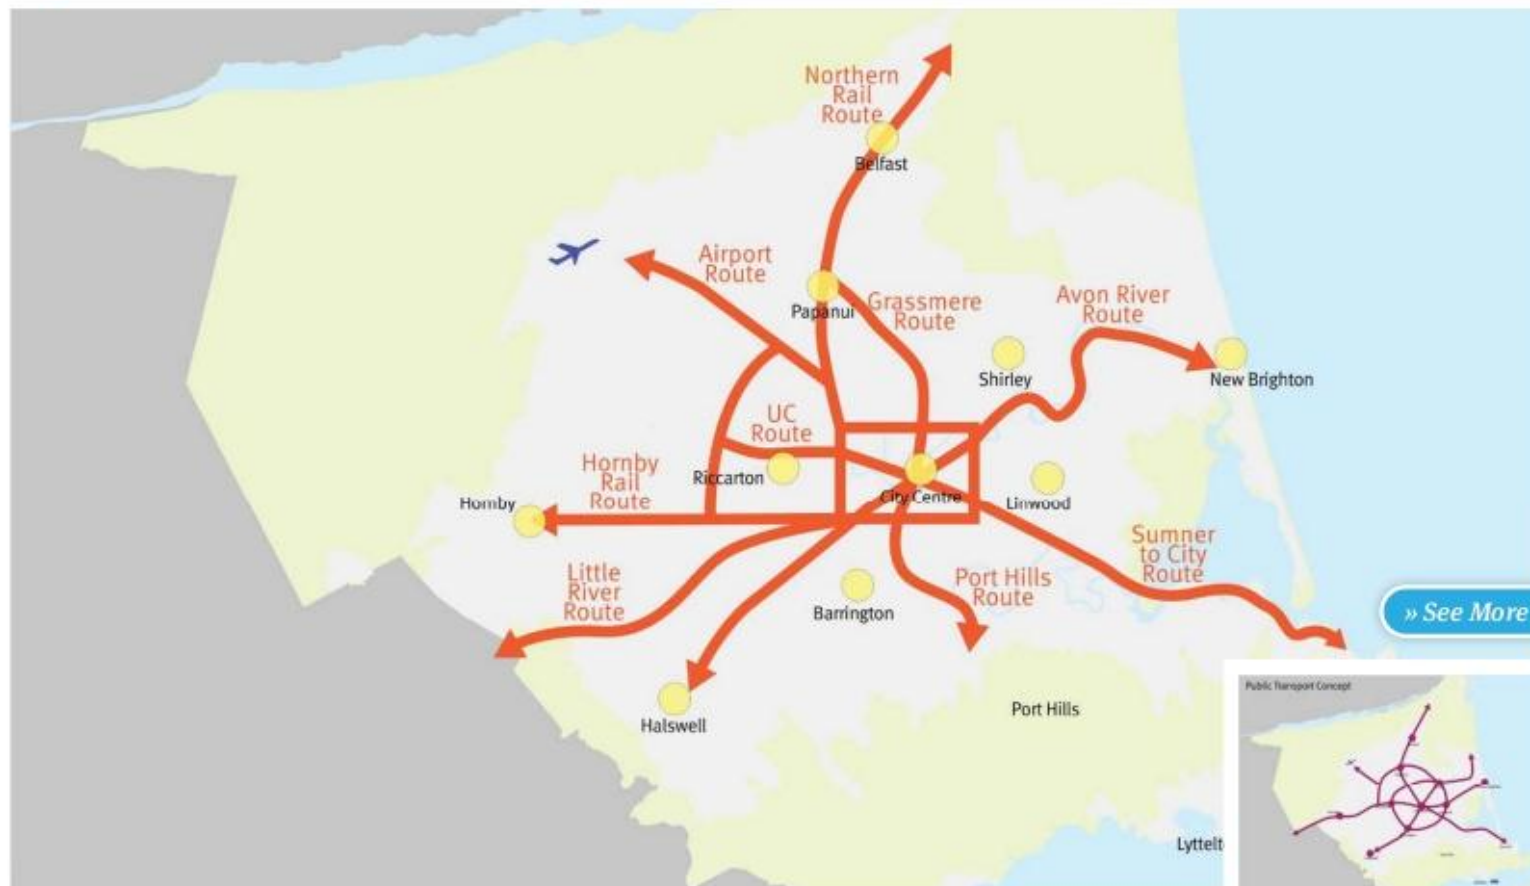 Northern
Rail
Route
Belfast
Airport
Route
Papanui
Grassmere
Route
Avon River
Route
Shirley
New Brighton
UC
Route
Riccarton
Hornby
Rail
Route
Hornby
City Centre
Linwood
Sumner
to City
Route
Little
River
Route
Port Hills
Route
Barrington
» See More
Halswell
Port Hills
Public Transport Concept
Lyttelt